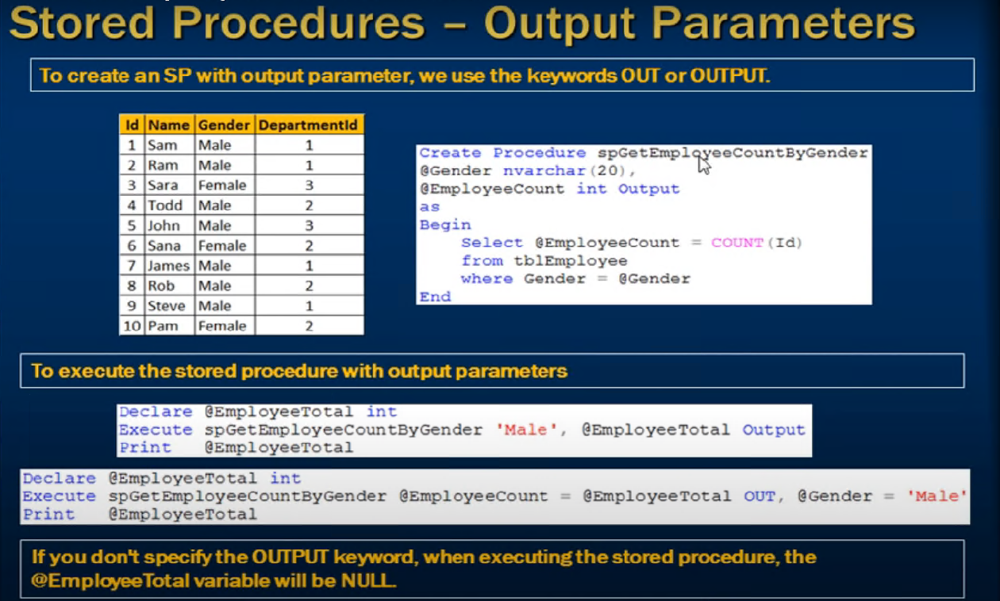 Stored Procedures – Output Parameters
To create an SP with output parameter, we use the keywords OUT or OUTPUT.
Id Name Gender DepartmentId
1 Sam Male 1
2 Ram Male 1
3 Sara Female 3
4 Todd Male 2
5 John Male 3
6 Sana Female 2
7 James Male 1
8 Rob Male 2
9 Steve Male 1
10 Pam Female 2
Create Procedure spGetEmployeeCountByGender
@Gender nvarchar(20),
@EmployeeCount int Output
as
Begin
Select @EmployeeCount = COUNT(Id)
from tblEmployee
where Gender = @Gender
End
To execute the stored procedure with output parameters
Declare @EmployeeTotal int
Execute spGetEmployeeCountByGender 'Male', @EmployeeTotal Output
Print @EmployeeTotal
Declare @EmployeeTotal int
Execute spGetEmployeeCountByGender @EmployeeCount = @EmployeeTotal OUT, @Gender = 'Male'
Print @EmployeeTotal
If you don't specify the OUTPUT keyword, when executing the stored procedure, the
@EmployeeTotal variable will be NULL.